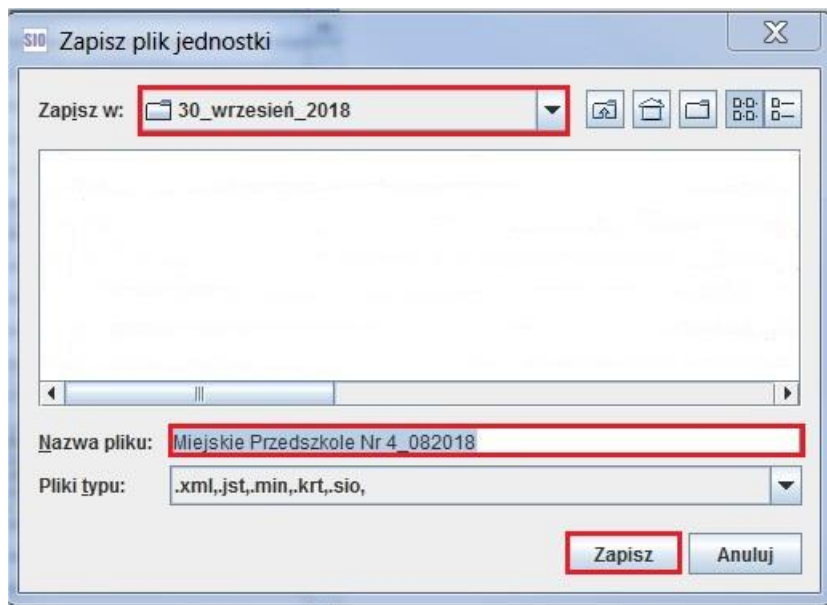 SIO Zapisz plik jednostki
Zapisz w: 30_wrzesień_2018
Nazwa pliku: Miejskie Przedszkole Nr 4_082018
Pliki typu: .xml,.jst,.min,.krt,.sio,
Zapisz Anuluj